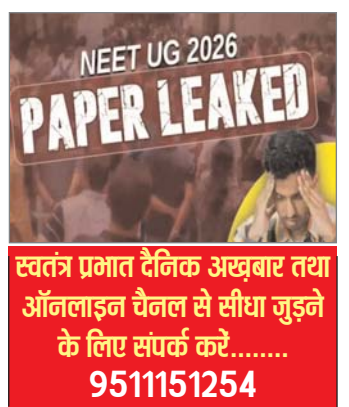 NEET UG 2026
PAPER LEAKED
स्वतंत्र प्रभात दैनिक अख़बार तथा
ऑनलाइन चैनल से सीधा जुड़ने
के लिए संपर्क करें........
9511151254